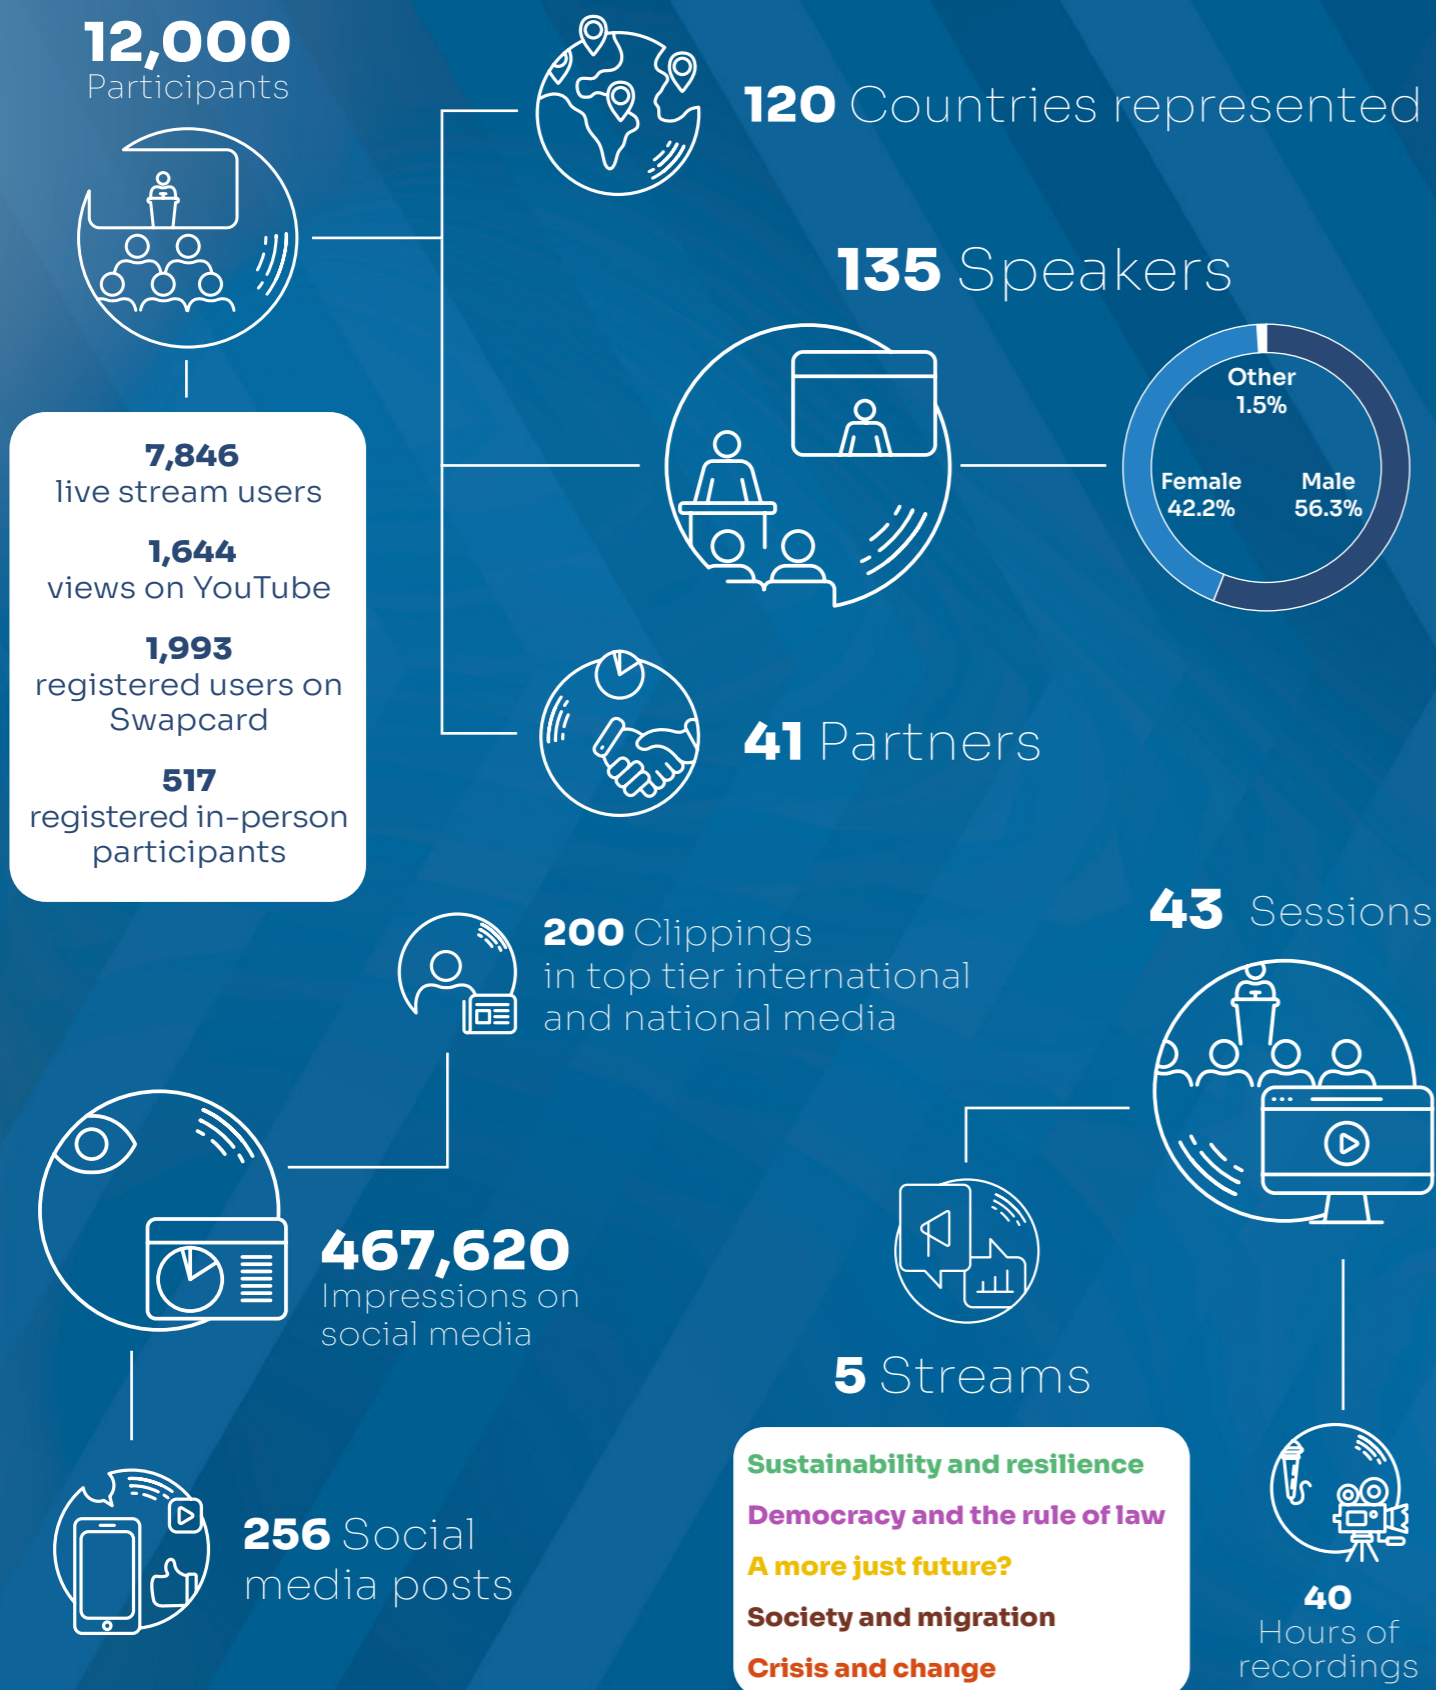 12,000
Participants
120 Countries represented
135 Speakers
Other
1.5%
Female
42.2%
Male
56.3%
7,846
live stream users
1,644
views on YouTube
1,993
registered users on
Swapcard
517
registered in-person
participants
41 Partners
43 Sessions
200 Clippings
in top tier international
and national media
467,620
Impressions on
social media
5 Streams
Sustainability and resilience
Democracy and the rule of law
A more just future?
Society and migration
Crisis and change
256 Social
media posts
40
Hours of
recordings